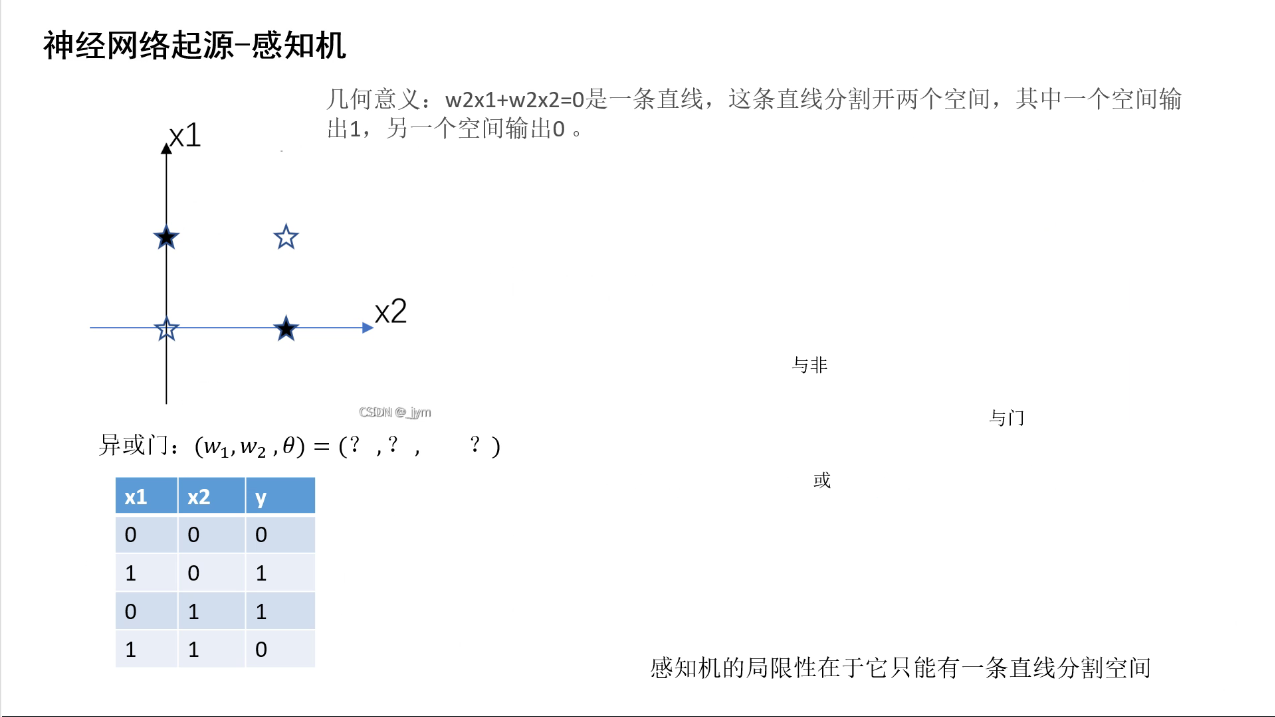 神经网络起源-感知机
几何意义：w2x1+w2x2=0是一条直线，这条直线分割开两个空间，其中一个空间输
出1，另一个空间输出0 。
x1
x2
与非
与门
CSDN @_jjym
异或门：(w₁, w₂ , θ) = (？ , ？ ,     ？ )
或
x1 x2 y
0 0 0
1 0 1
0 1 1
1 1 0
感知机的局限性在于它只能有一条直线分割空间